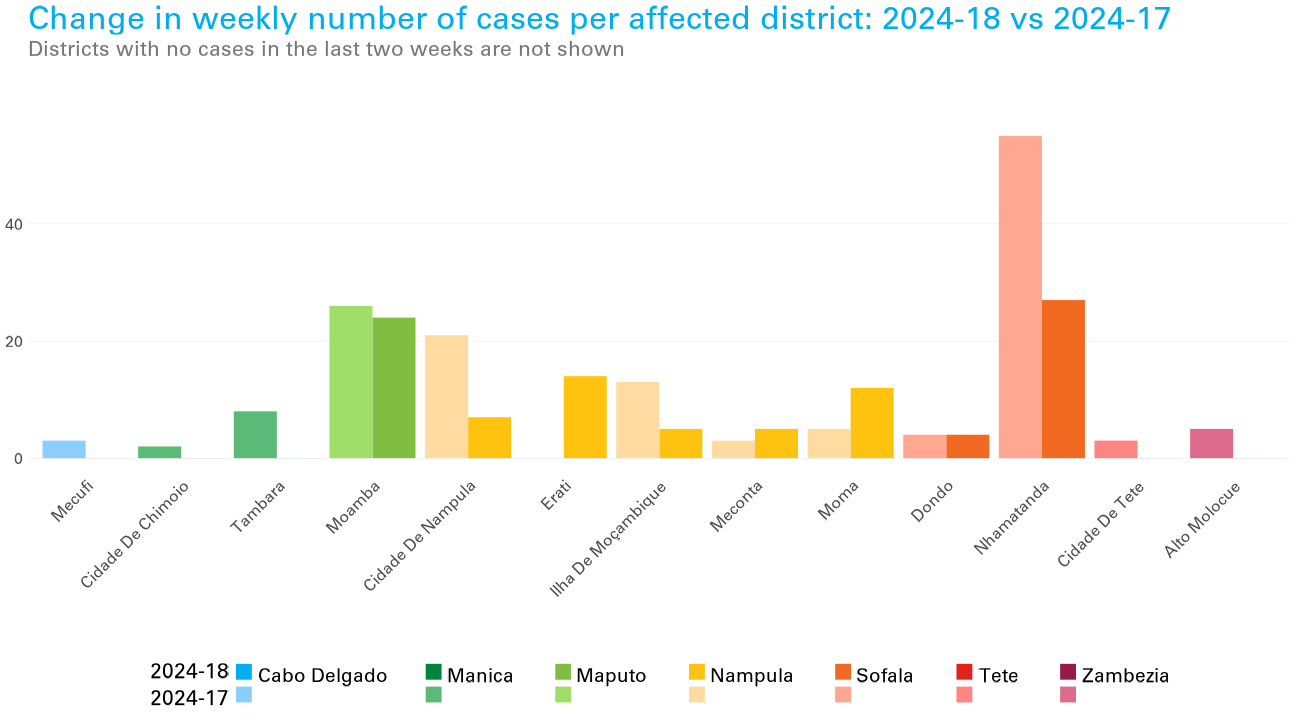 Change in weekly number of cases per affected district: 2024-18 vs 2024-17
Districts with no cases in the last two weeks are not shown
40
20
0
Mecufi
Cidade De Chimoio
Tambara
Moamba
Cidade De Nampula
Erati
Ilha De Moçambique
Meconta
Moma
Dondo
Nhamatanda
Cidade De Tete
Alto Molocue
2024-18 Cabo Delgado Manica Maputo Nampula Sofala Tete Zambezia
2024-17